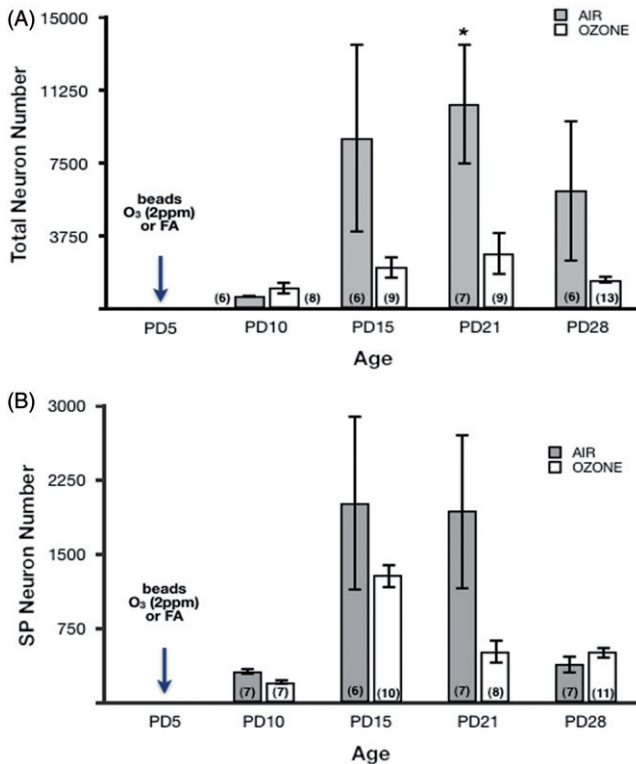 (A)
15000
11250
7500
3750
Total Neuron Number
AIR
OZONE
*
beads
O₃ (2ppm)
or FA
(6) (8) (6) (9) (7) (9) (6) (13)
PD5 PD10 PD15 PD21 PD28
Age
(B)
3000
2250
1500
750
SP Neuron Number
AIR
OZONE
beads
O₃ (2ppm)
or FA
(7) (7) (6) (10) (7) (8) (7) (11)
PD5 PD10 PD15 PD21 PD28
Age